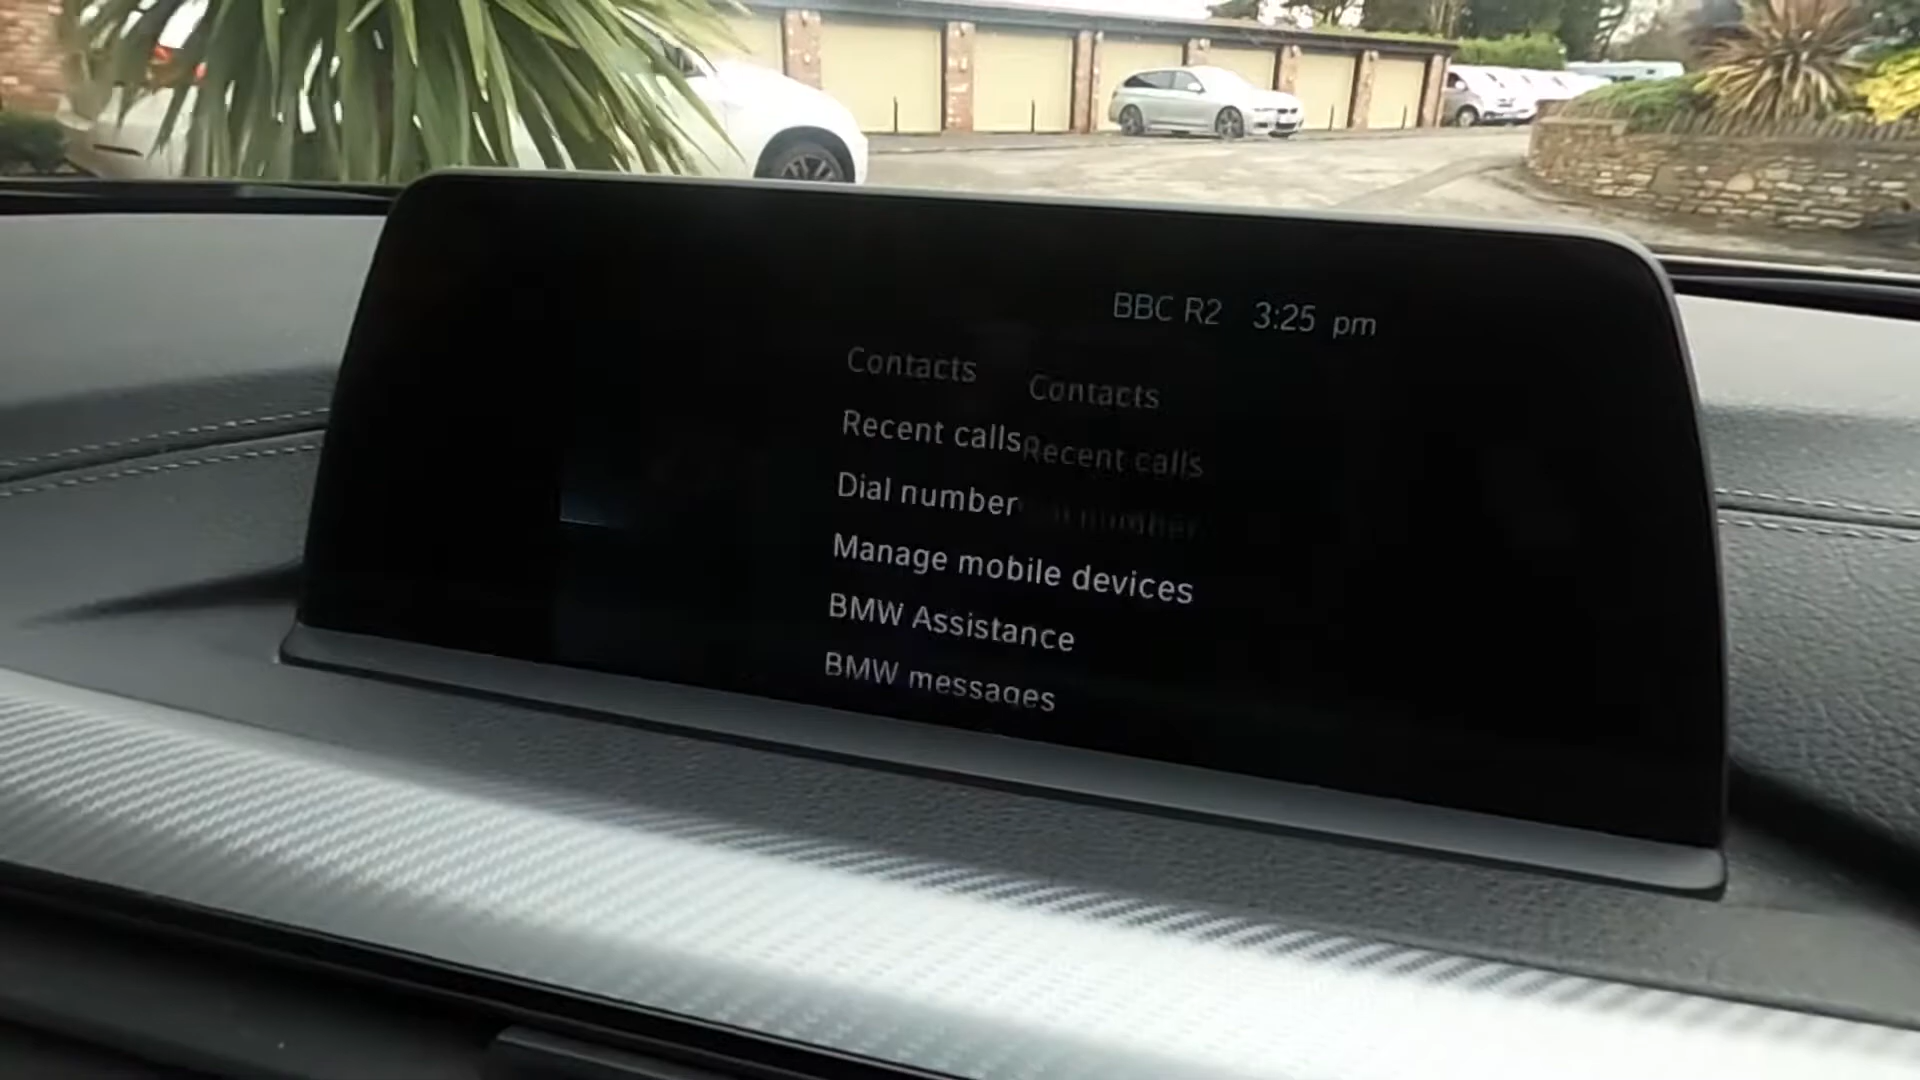 BBC R2 3:25 pm
Contacts Contacts
Recent calls Recent calls
Dial number number
Manage mobile devices
BMW Assistance
BMW messages